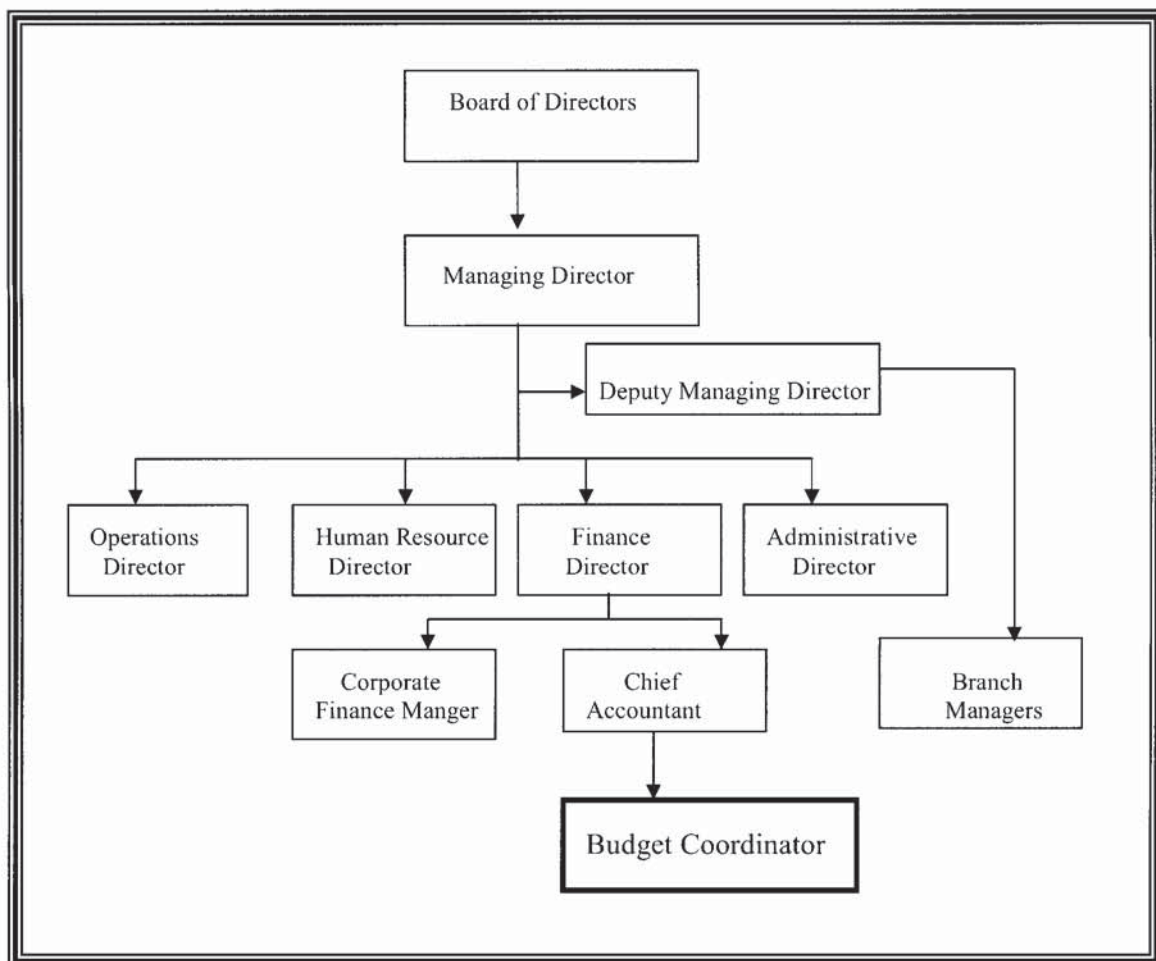 Board of Directors
Managing Director
Deputy Managing Director
Operations
Director
Human Resource
Director
Finance
Director
Administrative
Director
Corporate
Finance Manger
Chief
Accountant
Branch
Managers
Budget Coordinator